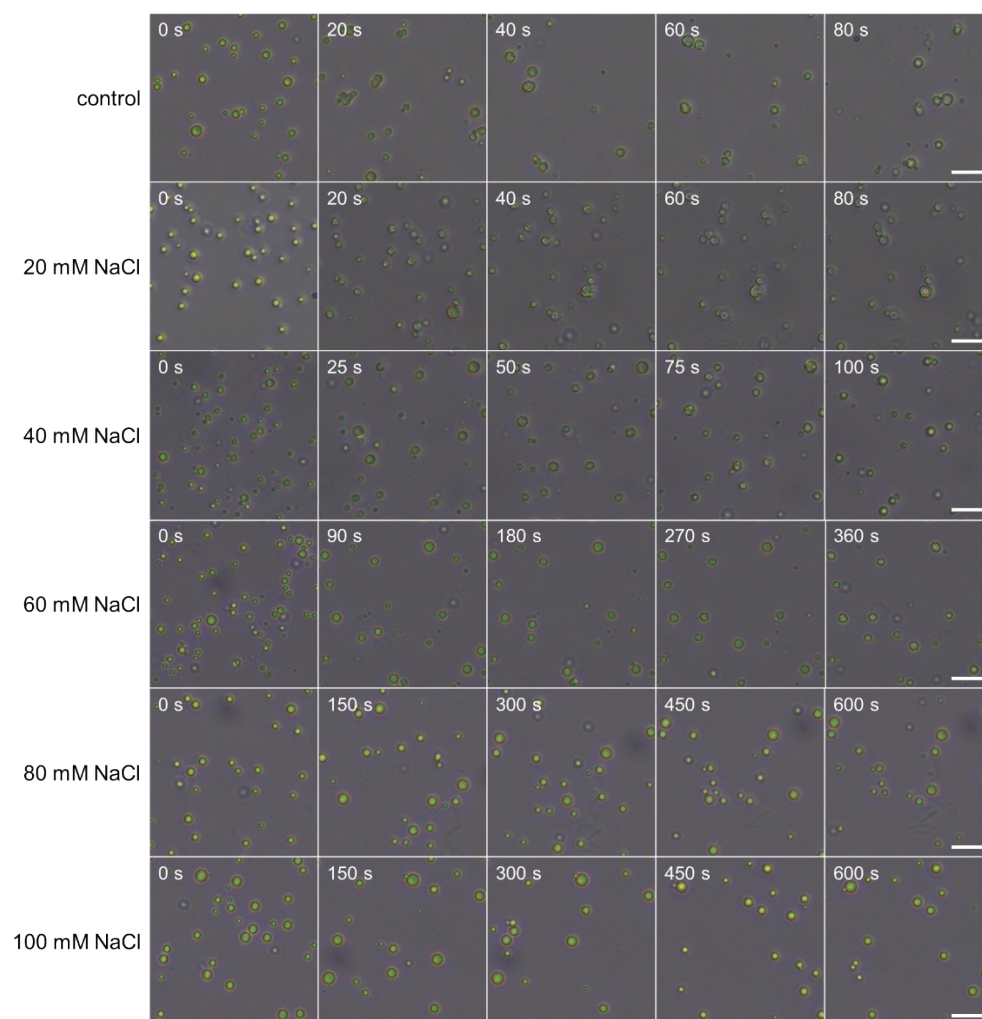 0 s 20 s 40 s 60 s 80 s
control
0 s 20 s 40 s 60 s 80 s
20 mM NaCl
0 s 25 s 50 s 75 s 100 s
40 mM NaCl
0 s 90 s 180 s 270 s 360 s
60 mM NaCl
0 s 150 s 300 s 450 s 600 s
80 mM NaCl
0 s 150 s 300 s 450 s 600 s
100 mM NaCl